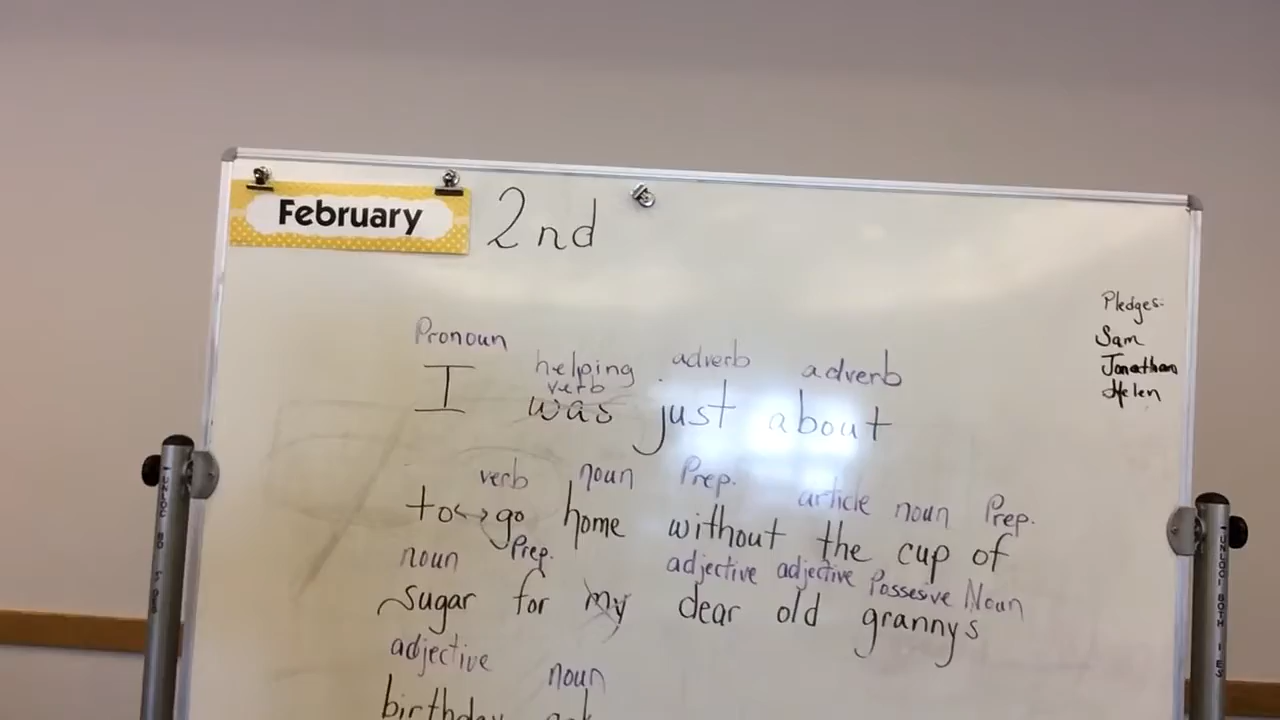 February 2nd
Pledges:
Sam
Jonathan
Helen
Pronoun helping verb adverb adverb
I was just about
verb noun Prep. article noun Prep.
to go home without the cup of
noun Prep. adjective adjective Possesive Noun
sugar for my dear old grannys
adjective noun
birthday